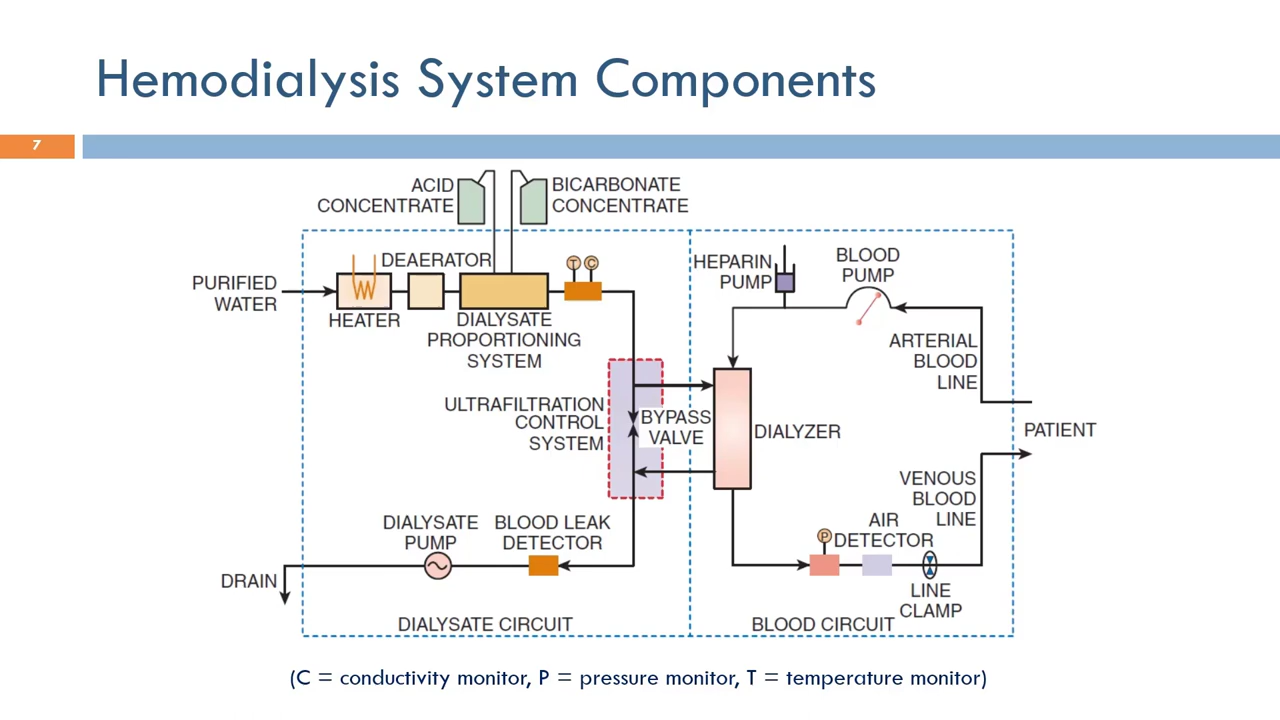 Hemodialysis System Components
7
ACID
CONCENTRATE
BICARBONATE
CONCENTRATE
PURIFIED
WATER
DEAERATOR
HEATER
DIALYSATE
PROPORTIONING
SYSTEM
T
C
HEPARIN
PUMP
BLOOD
PUMP
ARTERIAL
BLOOD
LINE
ULTRAFILTRATION
CONTROL
SYSTEM
BYPASS
VALVE
DIALYZER
PATIENT
VENOUS
BLOOD
LINE
DIALYSATE
PUMP
BLOOD LEAK
DETECTOR
P
AIR
DETECTOR
DRAIN
LINE
CLAMP
DIALYSATE CIRCUIT
BLOOD CIRCUIT
(C = conductivity monitor, P = pressure monitor, T = temperature monitor)